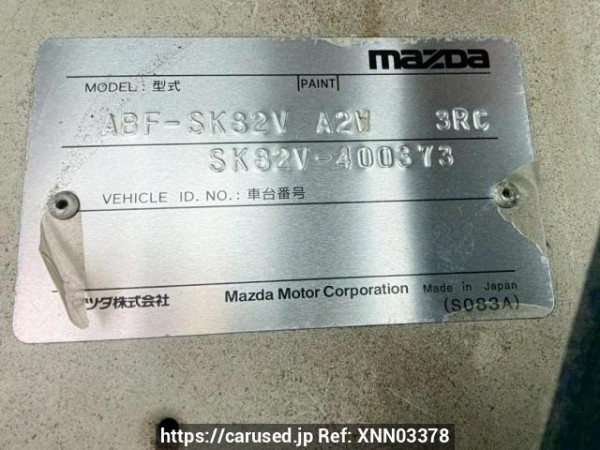 mazda
MODEL : 型式 PAINT
ABF-SK82V A2W 3RC
SK82V-400373
VEHICLE ID. NO. : 車台番号
ツダ株式会社 Mazda Motor Corporation Made in Japan
(S083A)
https://carused.jp Ref: XNN03378